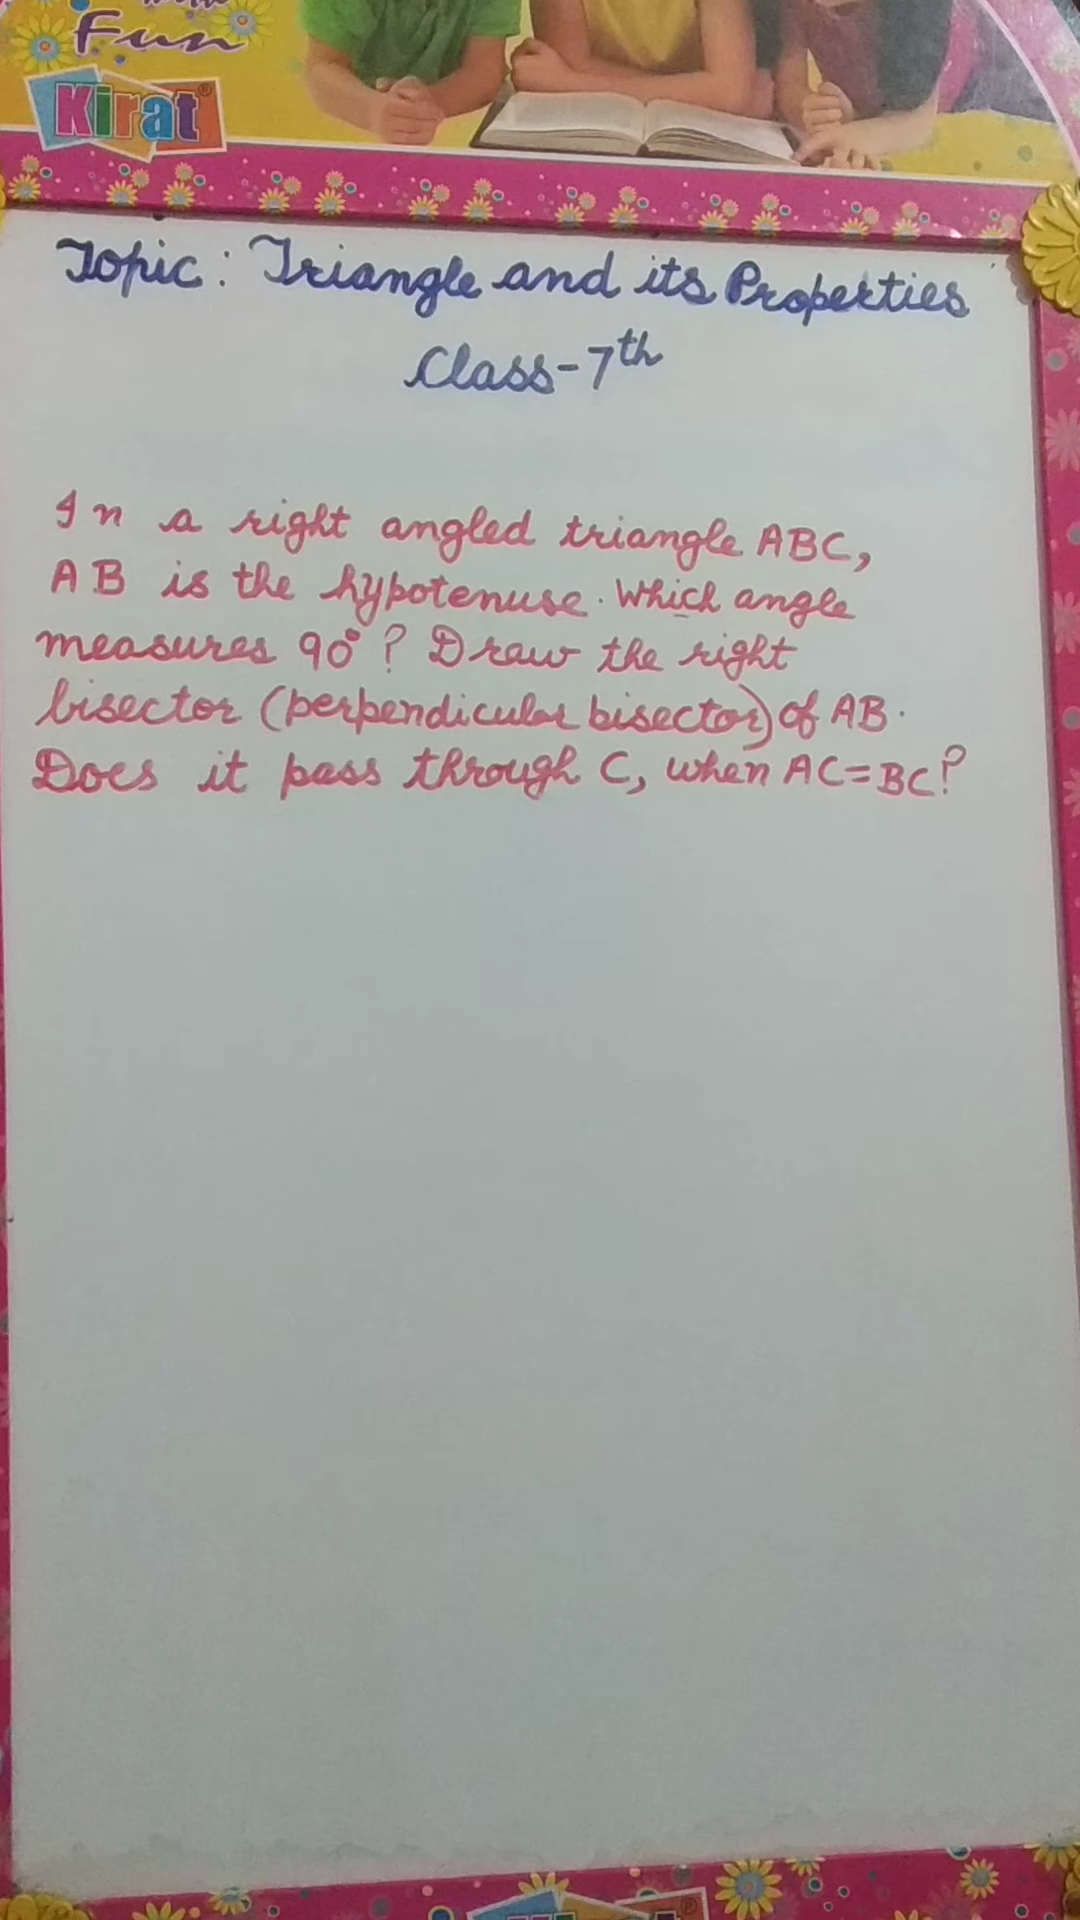 Fun
Kirat®
Topic: Triangle and its Properties
Class-7th
In a right angled triangle ABC,
AB is the hypotenuse. Which angle
measures 90°? Draw the right
bisector (perpendicular bisector) of AB.
Does it pass through C, when AC=BC?